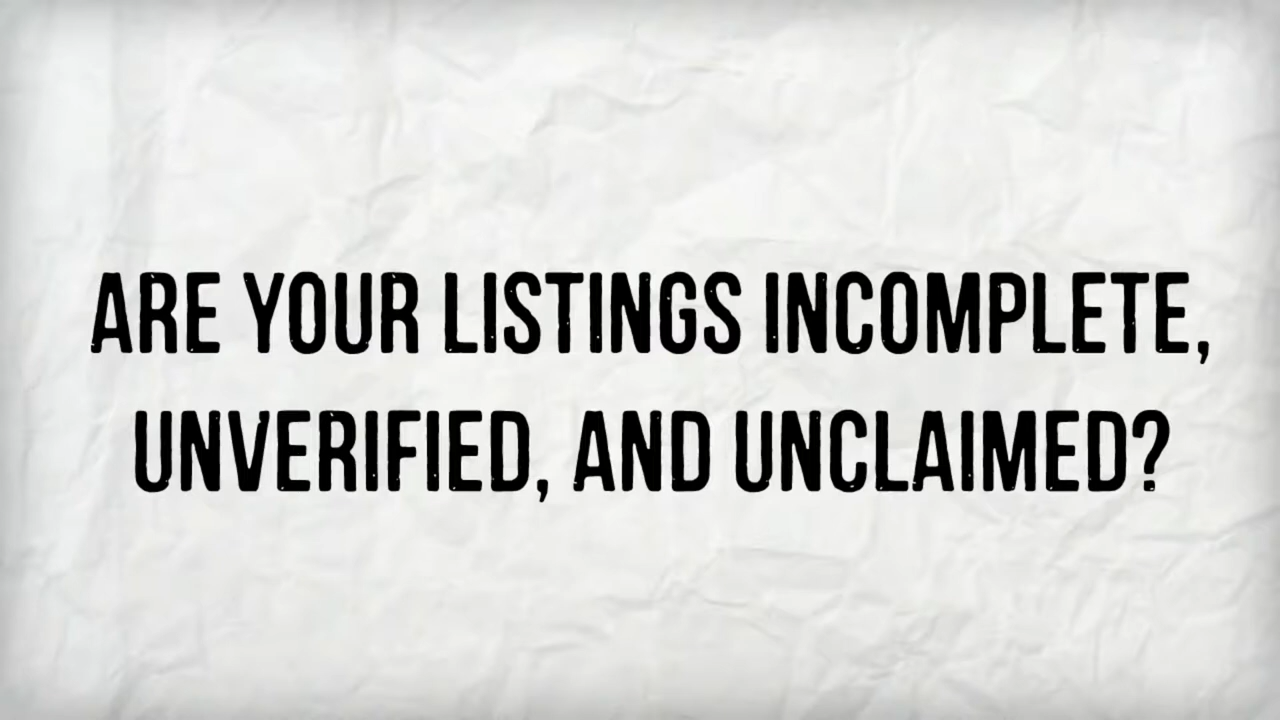 ARE YOUR LISTINGS INCOMPLETE,
UNVERIFIED, AND UNCLAIMED?